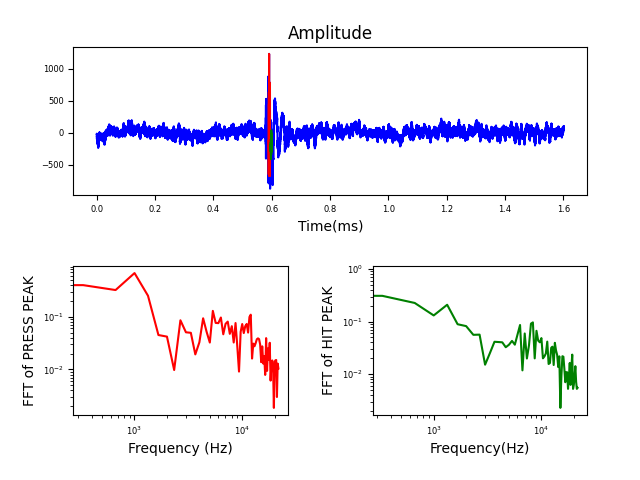 Amplitude
1000
500
0
−500
0.0 0.2 0.4 0.6 0.8 1.0 1.2 1.4 1.6
Time(ms)
FFT of PRESS PEAK
10⁻¹
10⁻²
10³ 10⁴
Frequency (Hz)
FFT of HIT PEAK
10⁰
10⁻¹
10⁻²
10³ 10⁴
Frequency(Hz)